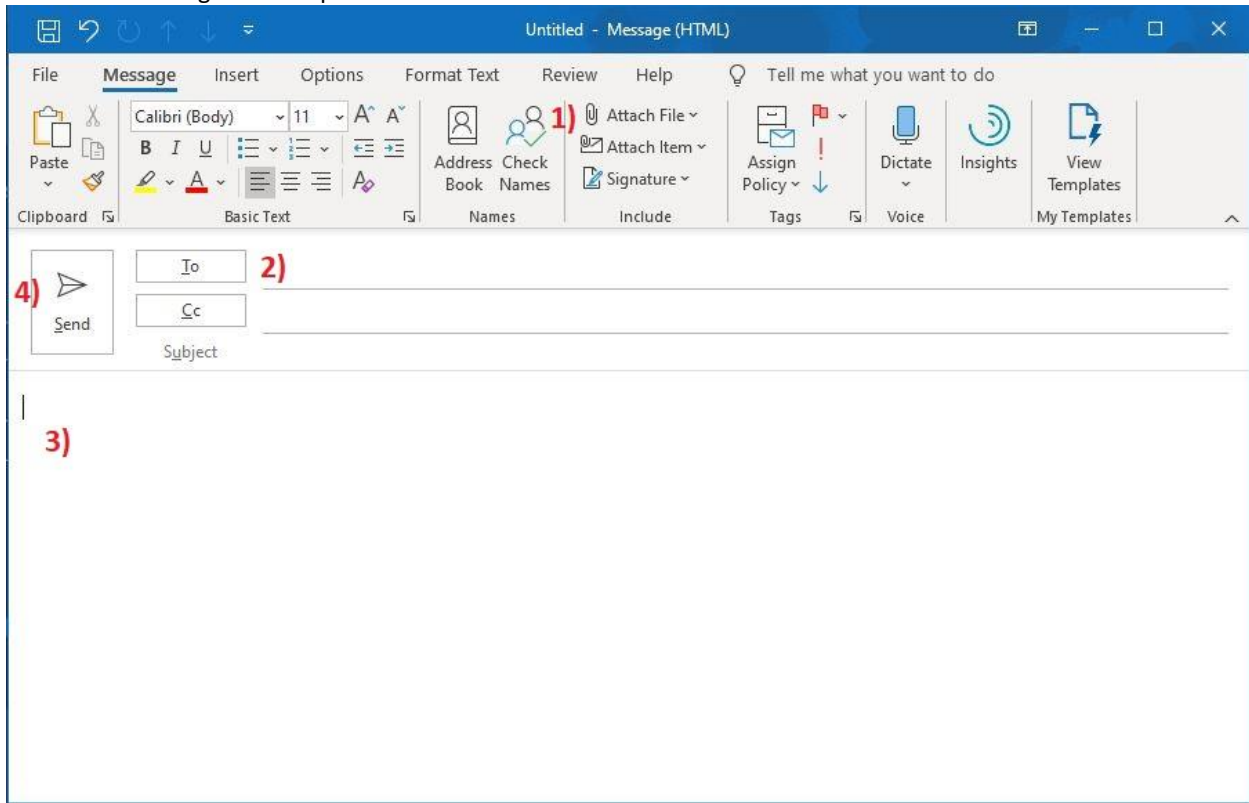 Untitled - Message (HTML)
File Message Insert Options Format Text Review Help Tell me what you want to do
Calibri (Body) 11 A A 1) Attach File
B I U Attach Item
Paste Address Check Assign Dictate Insights View
A A Book Names Signature Policy Templates
Clipboard Basic Text Names Include Tags Voice My Templates
To 2)
4) Cc
Send
Subject
3)